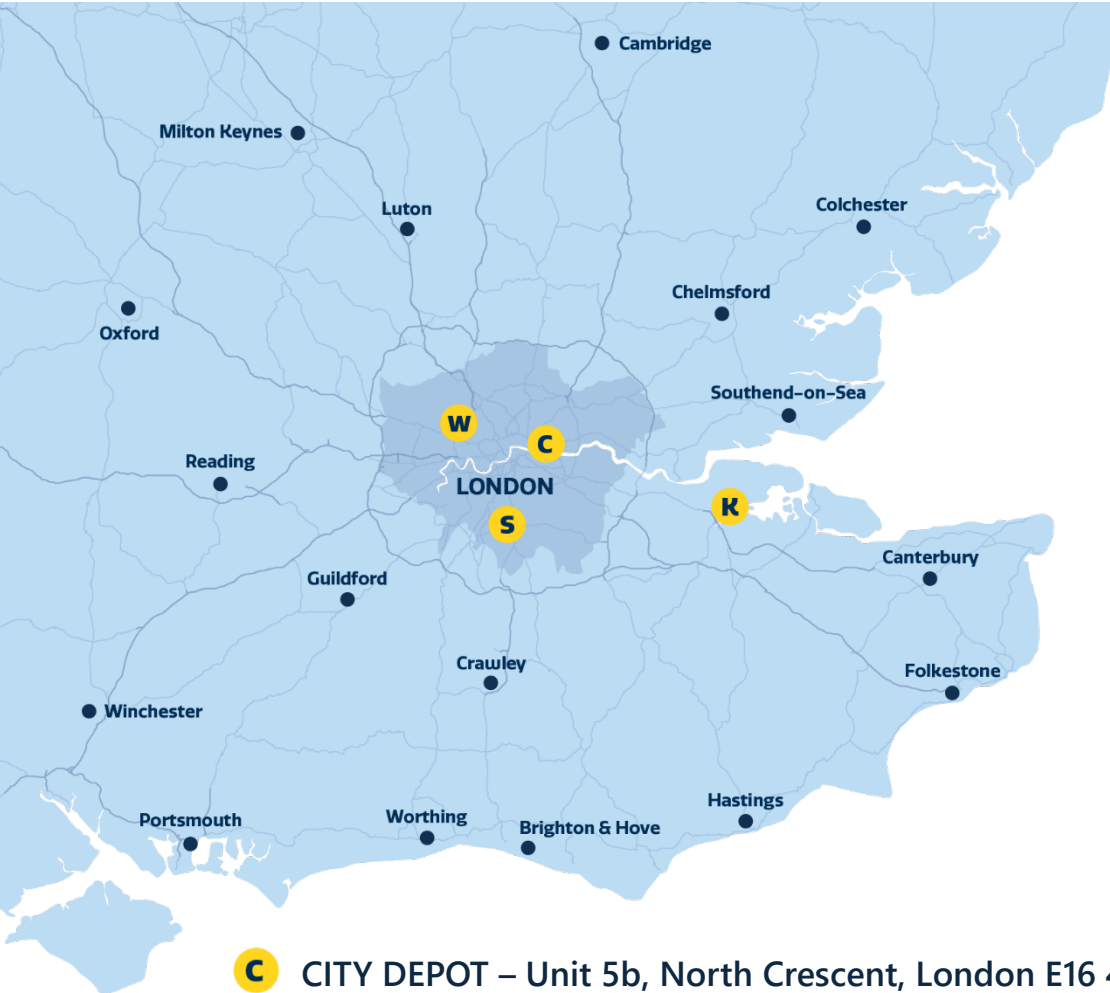 Cambridge
Milton Keynes
Luton
Colchester
Chelmsford
Oxford
Southend-on-Sea
W
C
Reading
LONDON
K
S
Canterbury
Guildford
Crawley
Folkestone
Winchester
Hastings
Portsmouth
Worthing
Brighton & Hove
C CITY DEPOT – Unit 5b, North Crescent, London E16